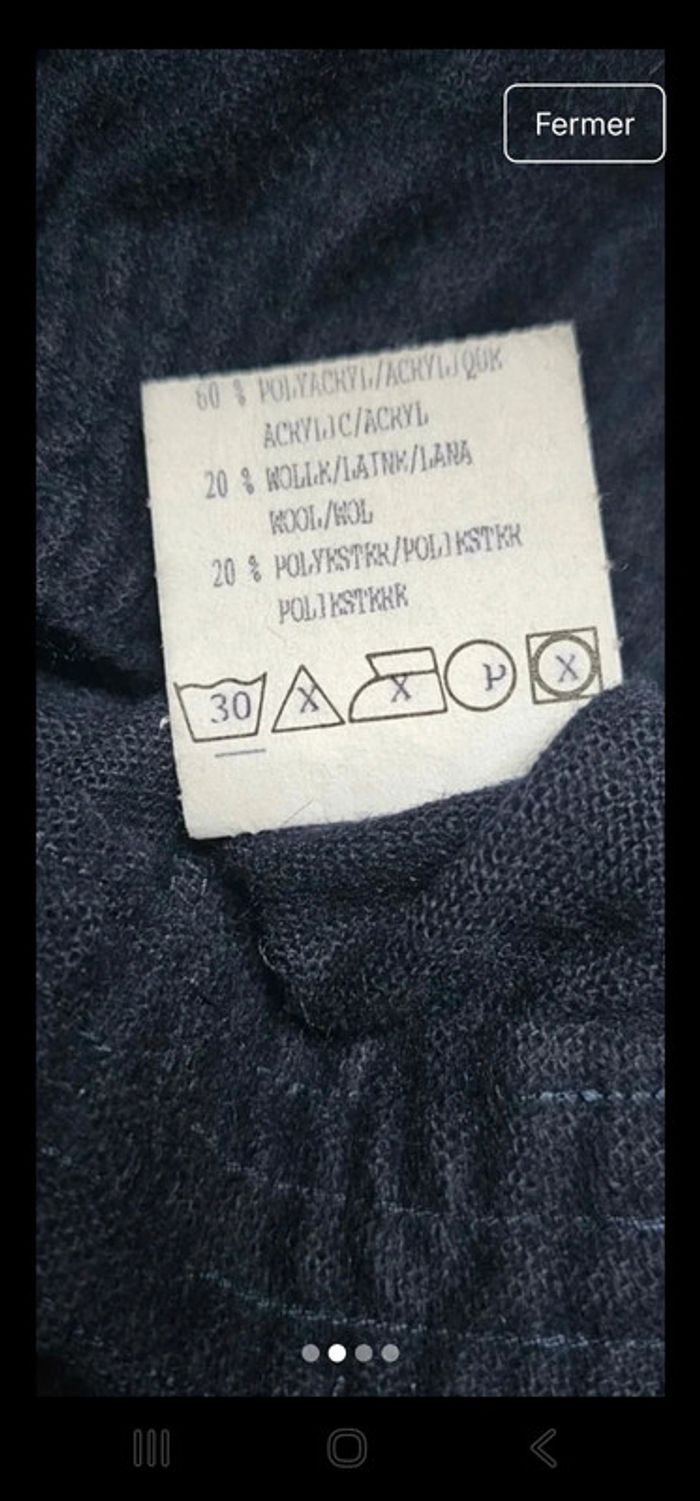 Fermer
60 % POLYACRYL/ACRYLIQUE
ACRYLIC/ACRYL
20 % WOLLE/LAINE/LANA
WOOL/WOL
20 % POLYESTER/POLIESTER
POLIESTERE
30 X X P X